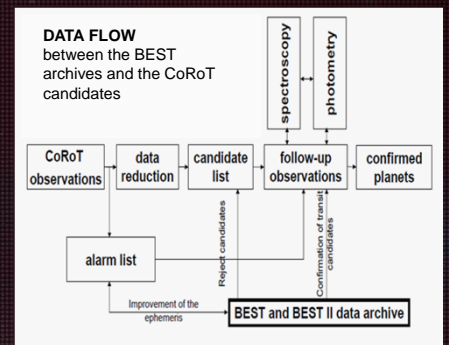 DATA FLOW
between the BEST
archives and the CoRoT
candidates
spectroscopy
photometry
CoRoT
observations
data
reduction
candidate
list
follow-up
observations
confirmed
planets
alarm list
Reject candidates
Confirmation of transit
candidates
Improvement of the
ephemeris
BEST and BEST II data archive